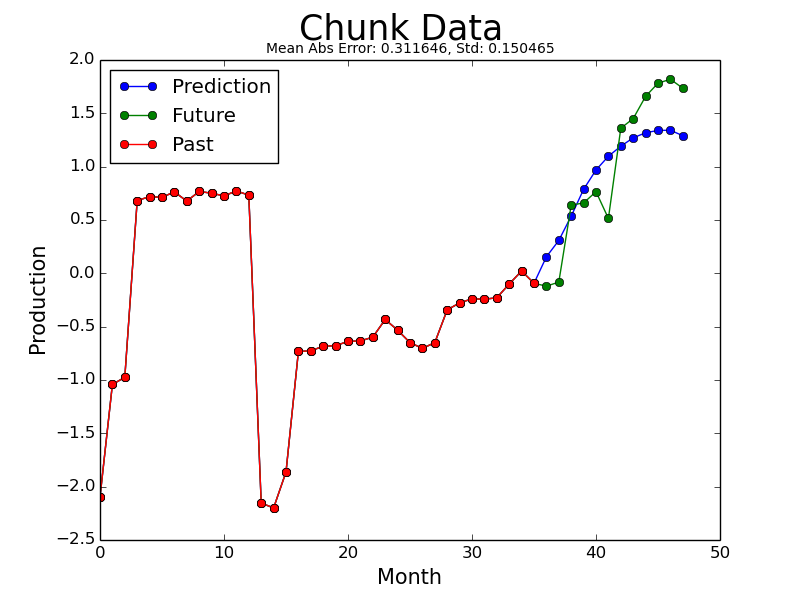 Chunk Data
Mean Abs Error: 0.311646, Std: 0.150465
Prediction
Future
Past
2.0
1.5
1.0
0.5
0.0
−0.5
−1.0
−1.5
−2.0
−2.5
Production
0 10 20 30 40 50
Month